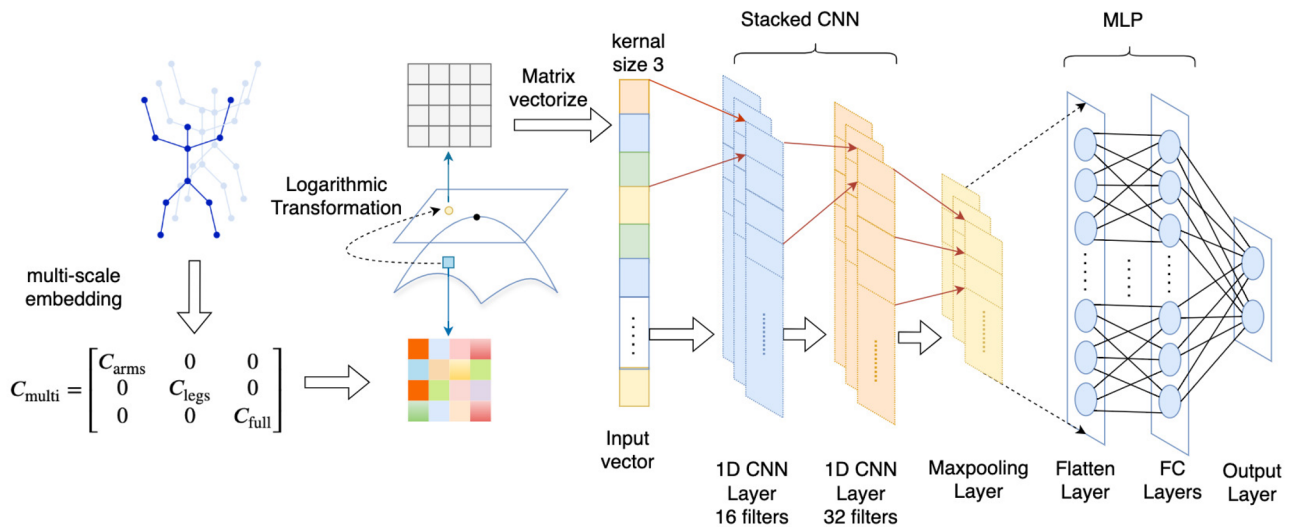 Stacked CNN
MLP
kernal
size 3
Matrix
vectorize
Logarithmic
Transformation
multi-scale
embedding
C_multi = [C_arms 0 0
0 C_legs 0
0 0 C_full]
Input
vector
1D CNN
Layer
16 filters
1D CNN
Layer
32 filters
Maxpooling
Layer
Flatten
Layer
FC
Layers
Output
Layer